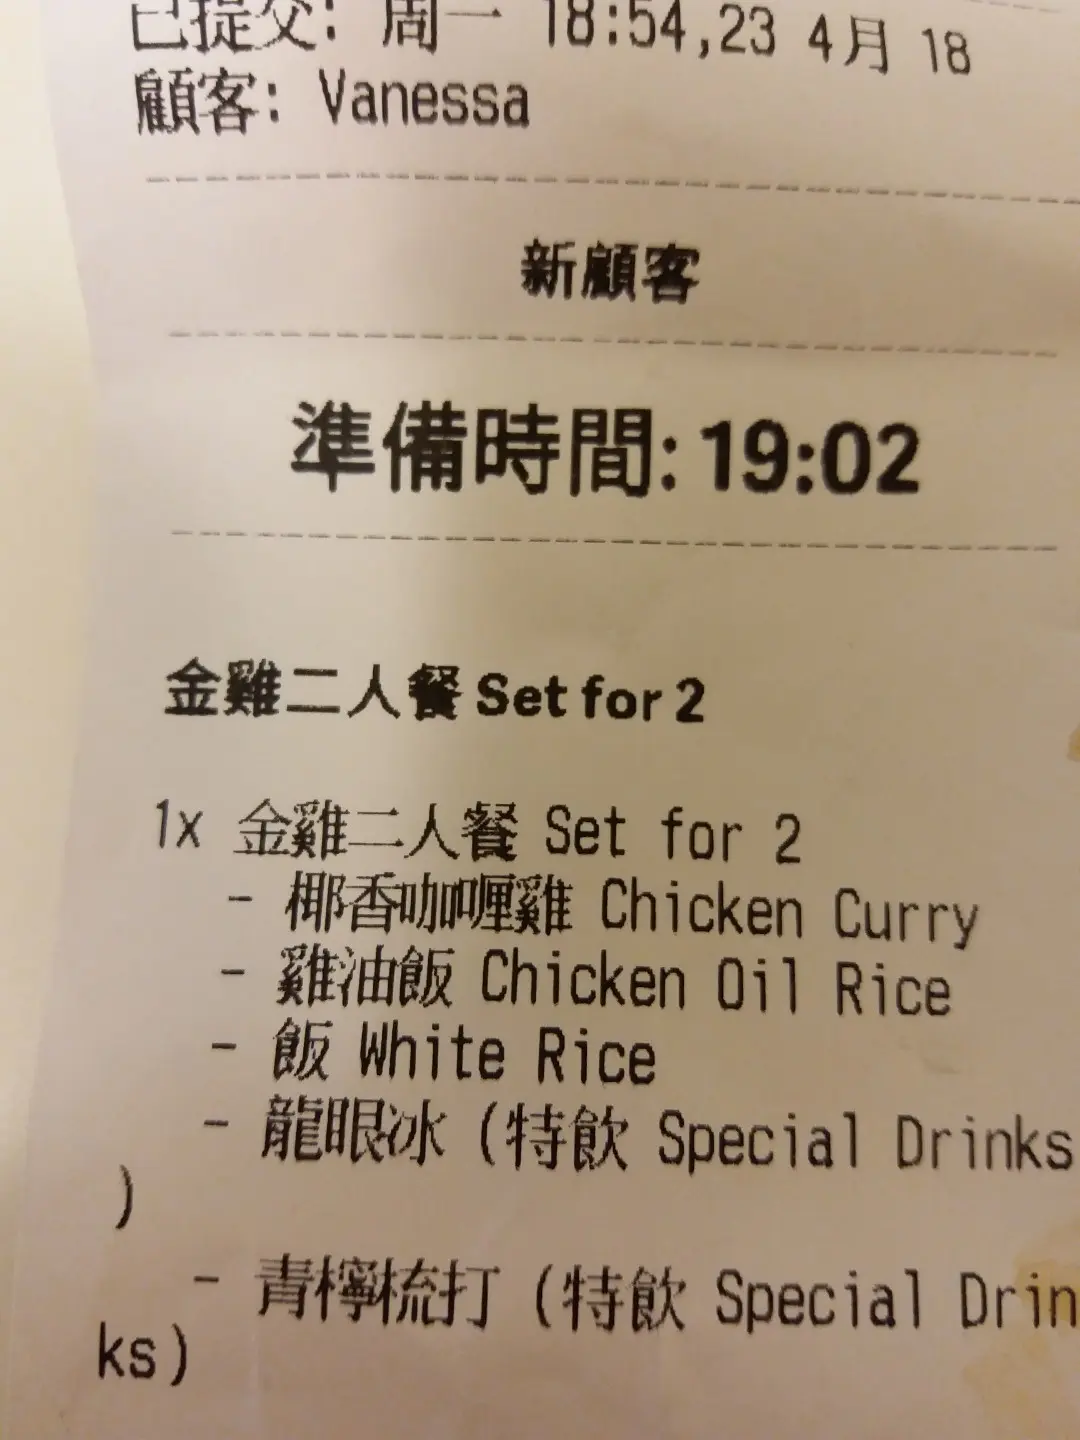 已提交: 周一 18:54,23 4月 18
顧客: Vanessa
新顧客
準備時間: 19:02
金雞二人餐 Set for 2
1x 金雞二人餐 Set for 2
- 椰香咖喱雞 Chicken Curry
- 雞油飯 Chicken Oil Rice
- 飯 White Rice
- 龍眼冰 (特飲 Special Drinks
)
- 青檸梳打 (特飲 Special Drin
ks)